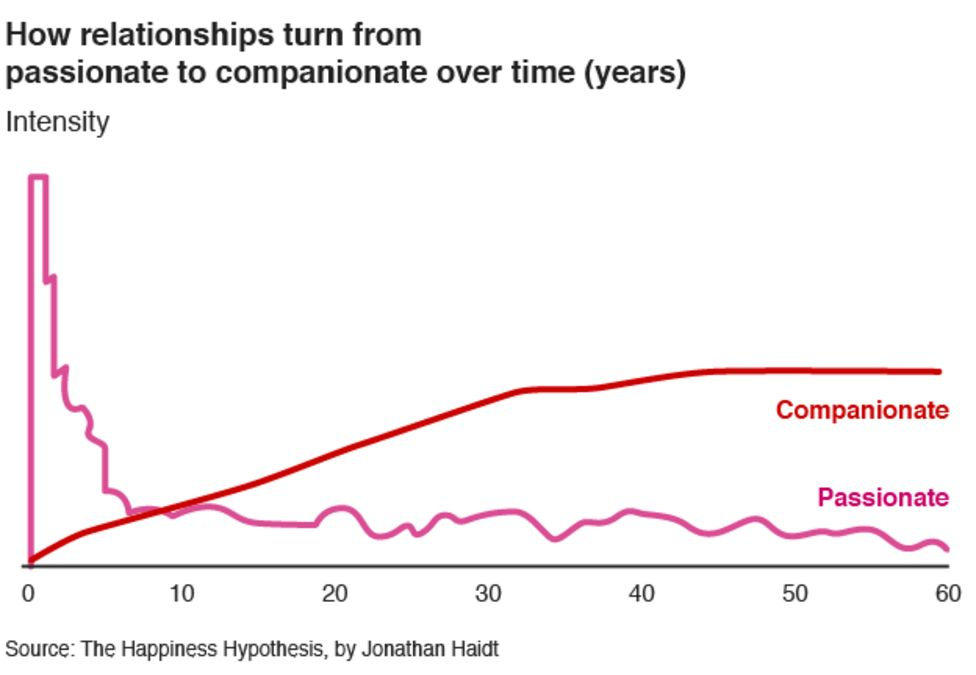 How relationships turn from
passionate to companionate over time (years)
Intensity
Companionate
Passionate
0 10 20 30 40 50 60
Source: The Happiness Hypothesis, by Jonathan Haidt